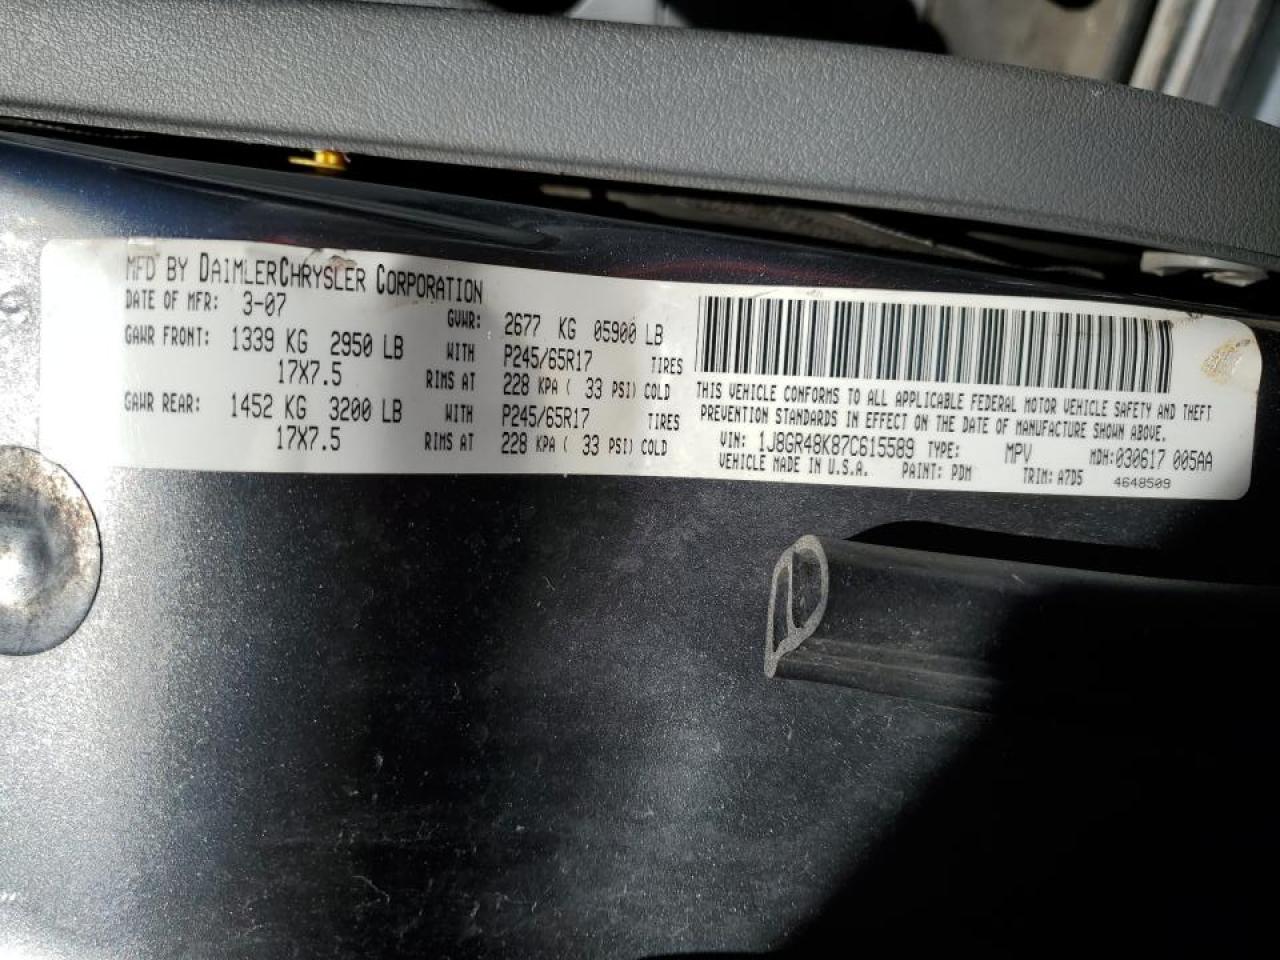 MFD BY DAIMLERCHRYSLER CORPORATION
DATE OF MFR: 3-07 GVWR: 2677 KG 05900 LB
GAWR FRONT: 1339 KG 2950 LB WITH P245/65R17 TIRES
17X7.5 RIMS AT 228 KPA ( 33 PSI) COLD
GAWR REAR: 1452 KG 3200 LB WITH P245/65R17 TIRES
17X7.5 RIMS AT 228 KPA ( 33 PSI) COLD
THIS VEHICLE CONFORMS TO ALL APPLICABLE FEDERAL MOTOR VEHICLE SAFETY AND THEFT
PREVENTION STANDARDS IN EFFECT ON THE DATE OF MANUFACTURE SHOWN ABOVE.
VIN: 1J8GR48K87C615589 TYPE: MPV MDH: 030617 005AA
VEHICLE MADE IN U.S.A. PAINT: PDM TRIM: A7D5 4648509